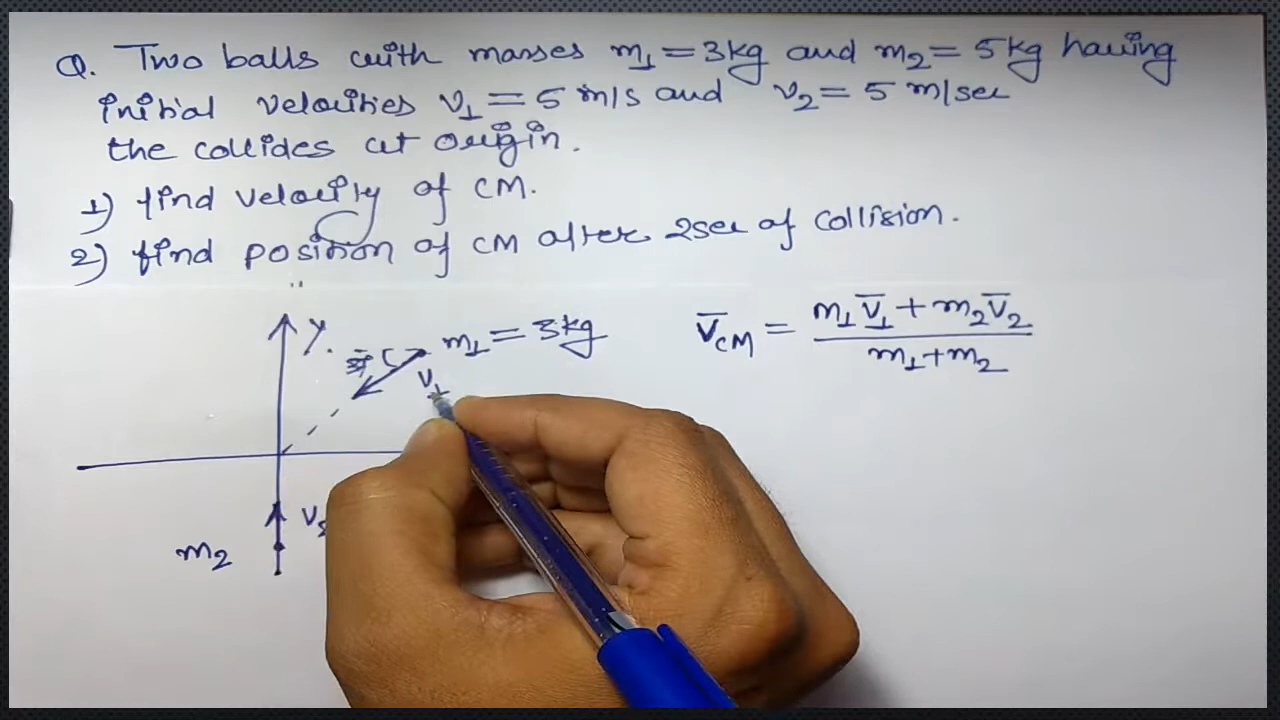 Q. Two balls with masses m₁ = 3kg and m₂ = 5kg having
initial velocities v₁ = 5 m/s and v₂ = 5 m/sec
the collides at origin.
1) find velocity of CM.
2) find position of CM after 2sec of collision.
y.
m₁ = 3kg
v₁
m₂
V̅CM = m₁V̅₁ + m₂V̅₂
m₁ + m₂